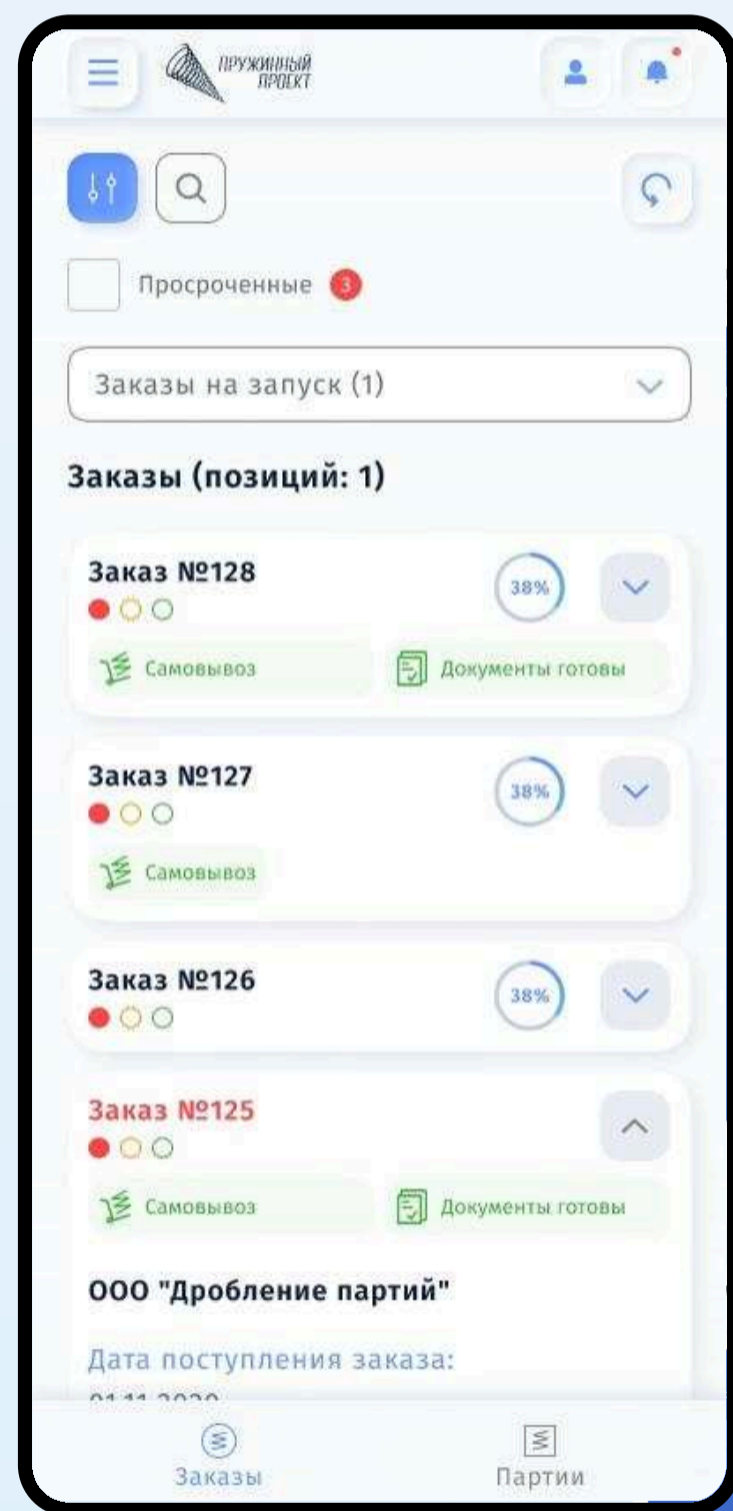 ПРУЖИННЫЙ
ПРОЕКТ
Просроченные 3
Заказы на запуск (1)
Заказы (позиций: 1)
Заказ №128
38%
Самовывоз
Документы готовы
Заказ №127
38%
Самовывоз
Заказ №126
38%
Заказ №125
Самовывоз
Документы готовы
ООО "Дробление партий"
Дата поступления заказа:
Заказы
Партии